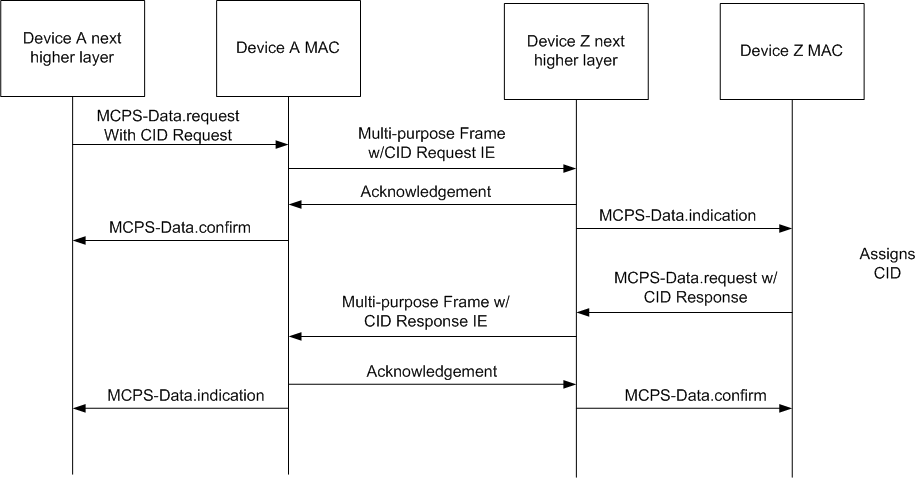 Device A next
higher layer
Device A MAC
Device Z next
higher layer
Device Z MAC
MCPS-Data.request
With CID Request
Multi-purpose Frame
w/CID Request IE
Acknowledgement
MCPS-Data.indication
MCPS-Data.confirm
Assigns
CID
MCPS-Data.request w/
CID Response
Multi-purpose Frame w/
CID Response IE
Acknowledgement
MCPS-Data.indication
MCPS-Data.confirm